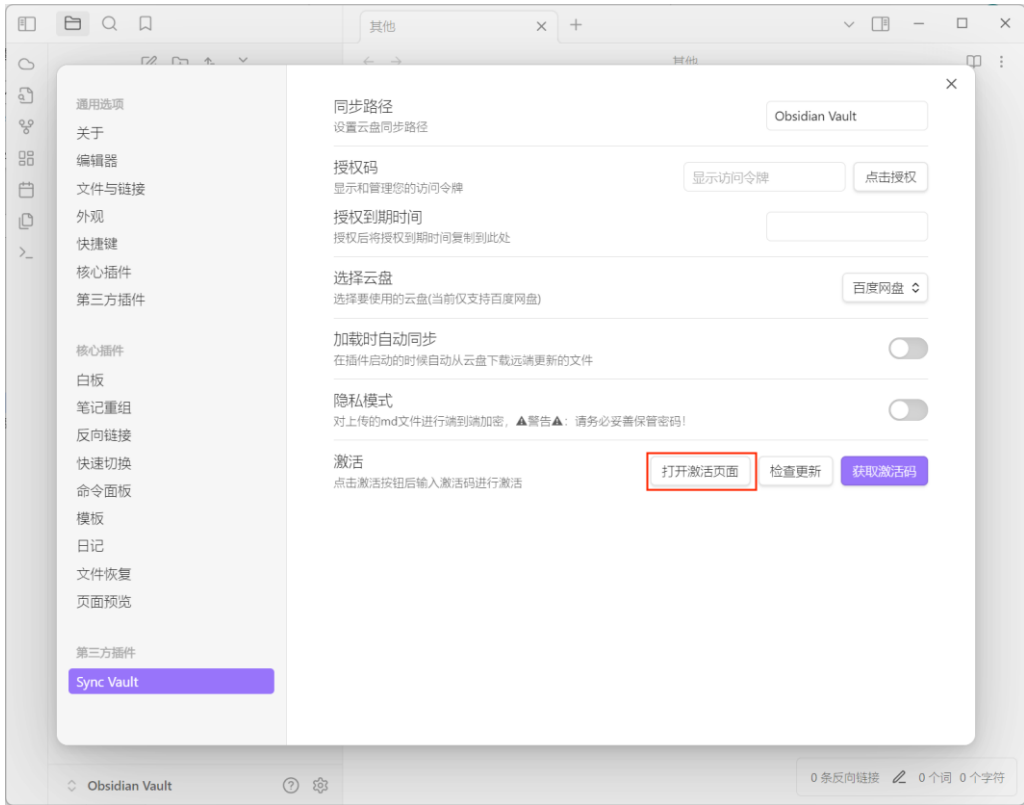 其他
其他
通用选项
关于
编辑器
文件与链接
外观
快捷键
核心插件
第三方插件
核心插件
白板
笔记重组
反向链接
快速切换
命令面板
模板
日记
文件恢复
页面预览
第三方插件
Sync Vault
同步路径
设置云盘同步路径
Obsidian Vault
授权码
显示和管理您的访问令牌
显示访问令牌
点击授权
授权到期时间
授权后将授权到期时间复制到此处
选择云盘
选择要使用的云盘(当前仅支持百度网盘)
百度网盘
加载时自动同步
在插件启动的时候自动从云盘下载远端更新的文件
隐私模式
对上传的md文件进行端到端加密，⚠警告⚠：请务必妥善保管密码！
激活
点击激活按钮后输入激活码进行激活
打开激活页面
检查更新
获取激活码
Obsidian Vault
0 条反向链接 0 个词 0 个字符